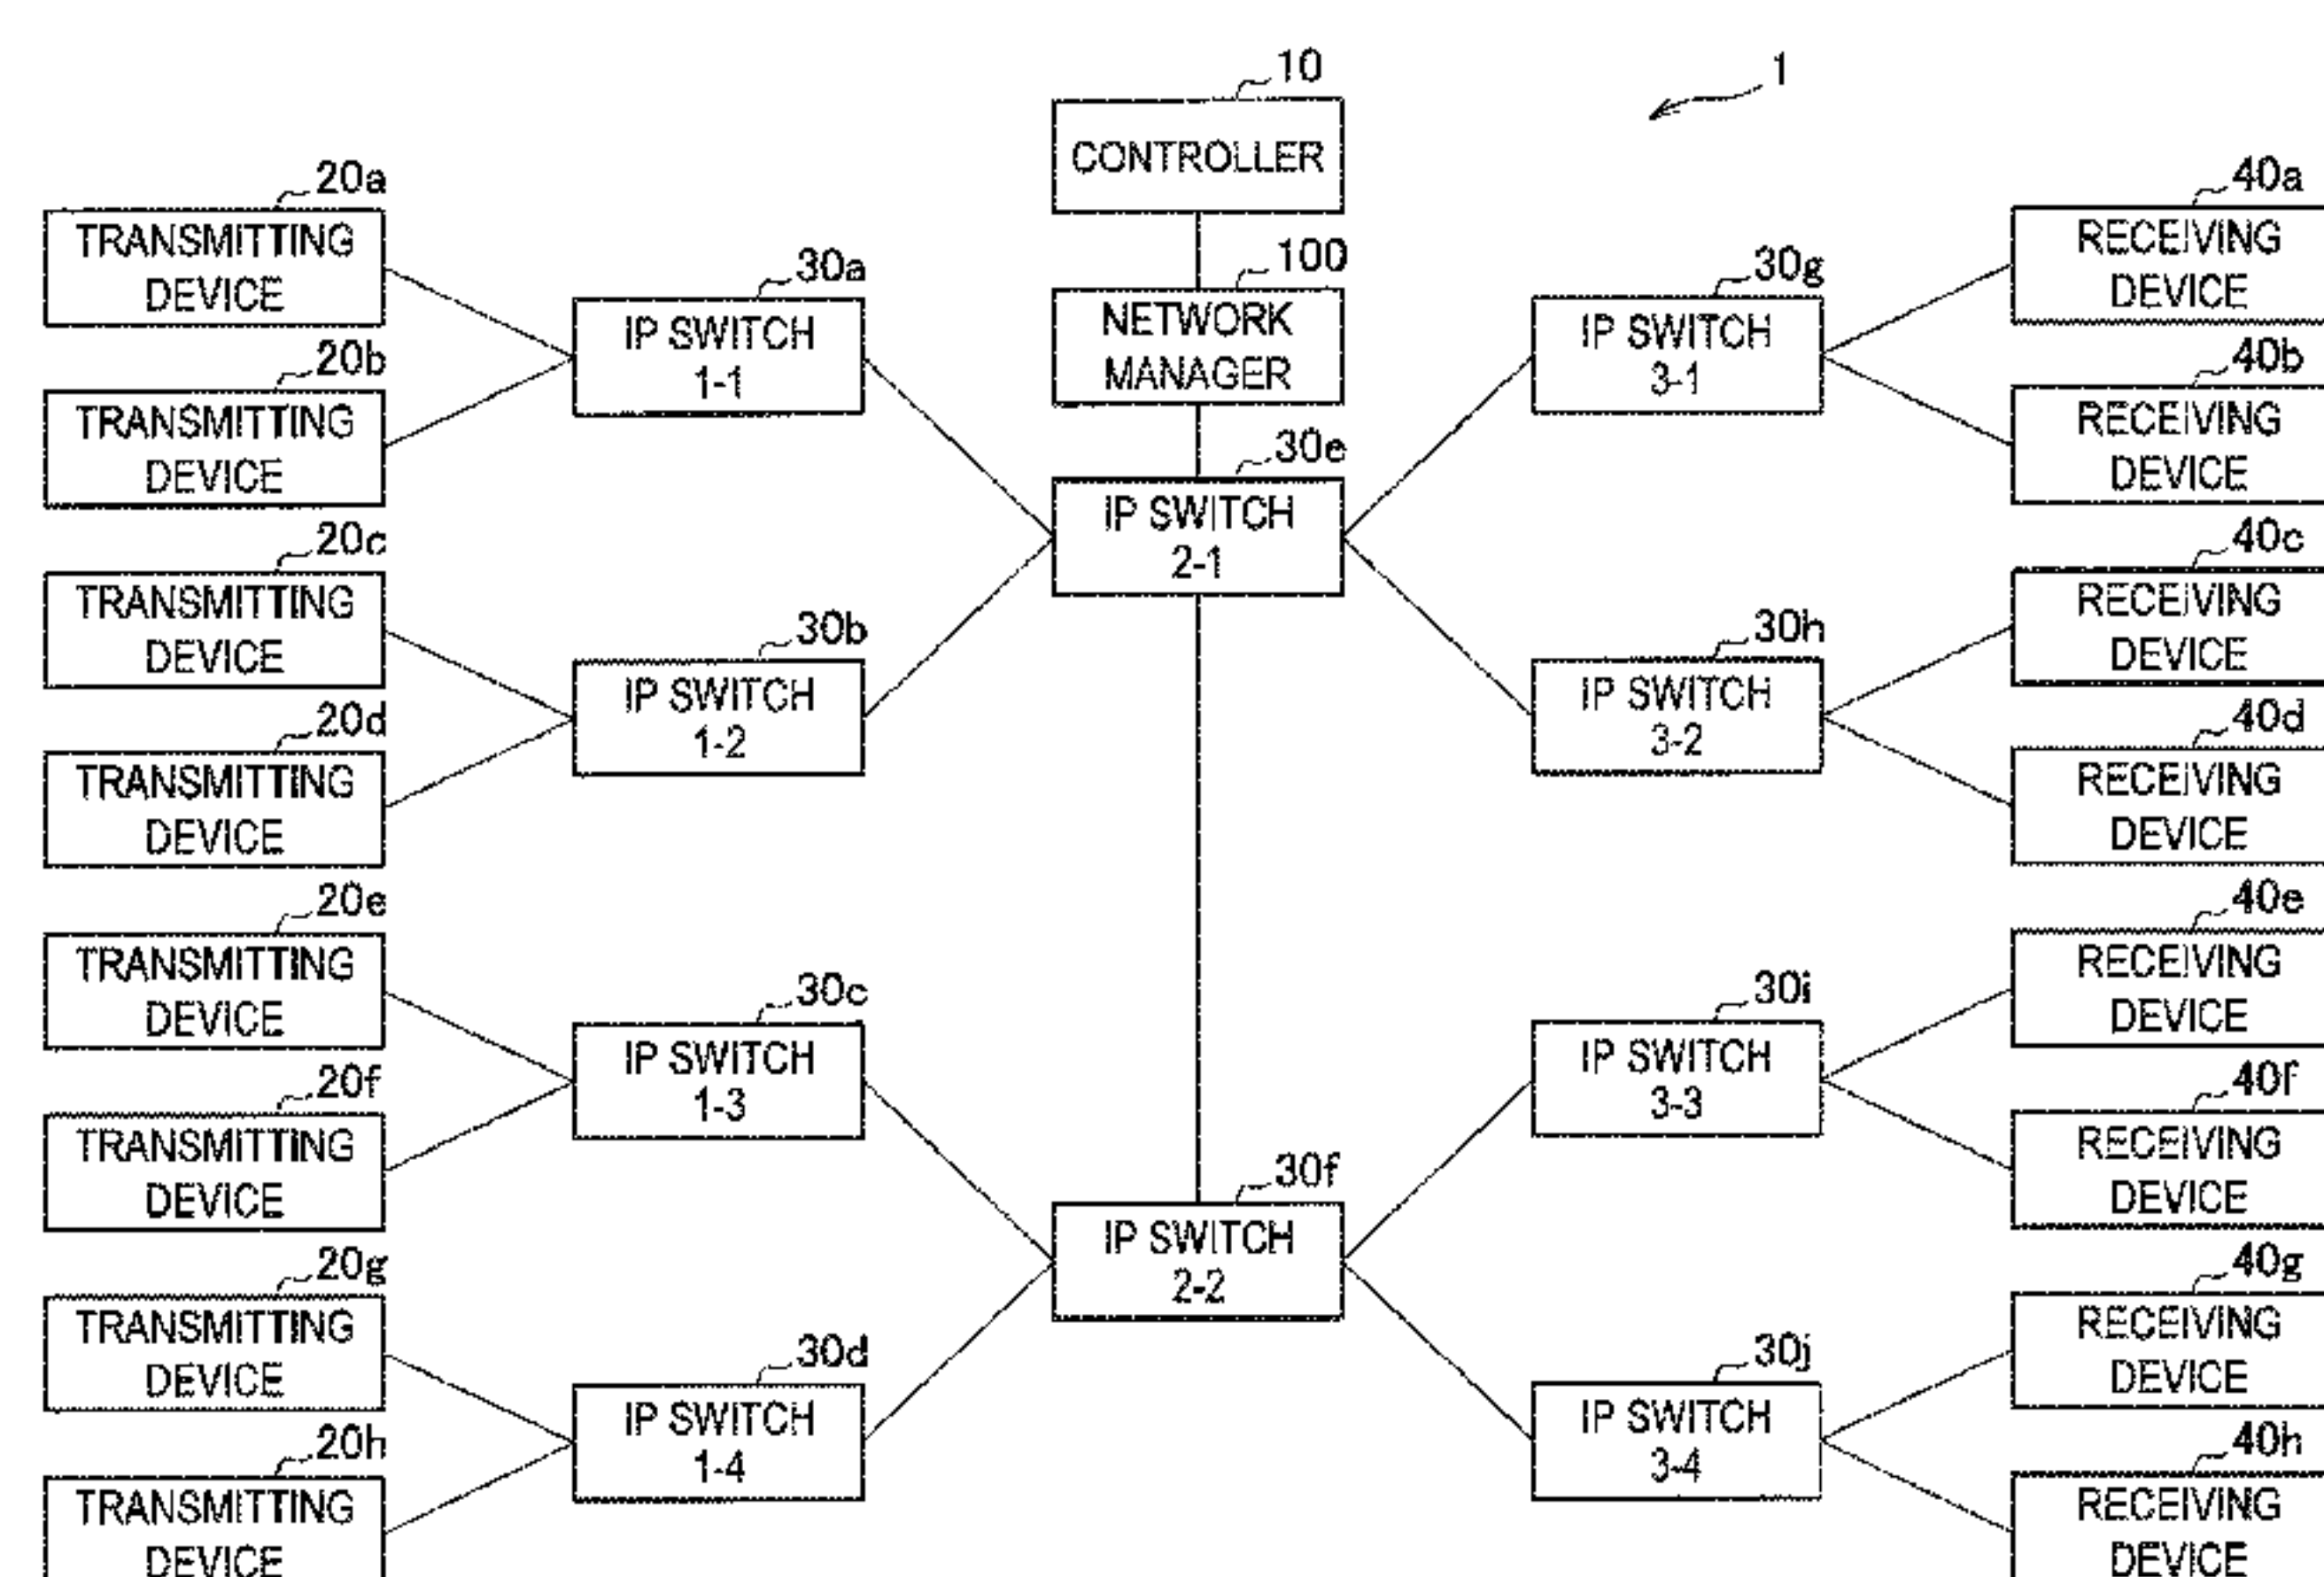 10
1
CONTROLLER
20a
TRANSMITTING
DEVICE
20b
TRANSMITTING
DEVICE
20c
TRANSMITTING
DEVICE
20d
TRANSMITTING
DEVICE
20e
TRANSMITTING
DEVICE
20f
TRANSMITTING
DEVICE
20g
TRANSMITTING
DEVICE
20h
TRANSMITTING
DEVICE
30a
IP SWITCH
1-1
30b
IP SWITCH
1-2
30c
IP SWITCH
1-3
30d
IP SWITCH
1-4
100
NETWORK
MANAGER
30e
IP SWITCH
2-1
30f
IP SWITCH
2-2
30g
IP SWITCH
3-1
30h
IP SWITCH
3-2
30i
IP SWITCH
3-3
30j
IP SWITCH
3-4
40a
RECEIVING
DEVICE
40b
RECEIVING
DEVICE
40c
RECEIVING
DEVICE
40d
RECEIVING
DEVICE
40e
RECEIVING
DEVICE
40f
RECEIVING
DEVICE
40g
RECEIVING
DEVICE
40h
RECEIVING
DEVICE